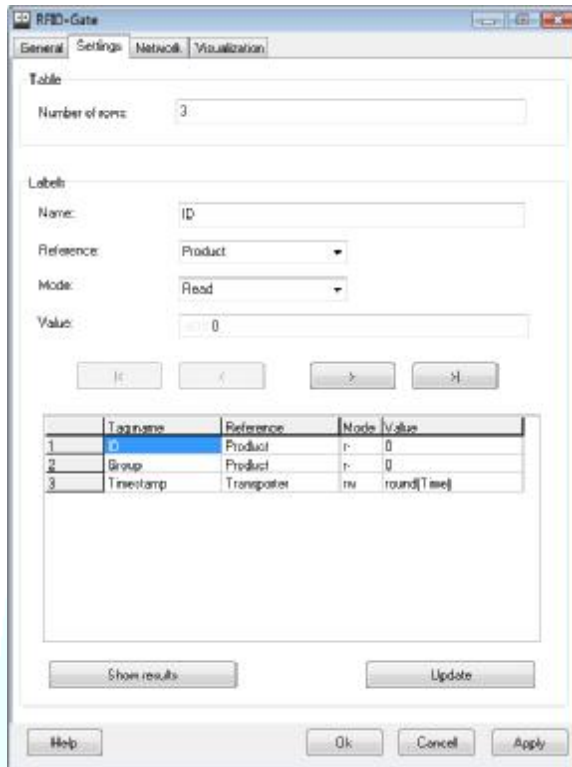 RFID-Gate
General Settings Network Visualization
Table
Number of rows: 3
Labels
Name: ID
Reference: Product
Mode: Read
Value: 0
|< < > >|
Tag name Reference Mode Value
1 ID Product r- 0
2 Group Product r- 0
3 Timestamp Transporter rw round(Time)
Show results Update
Help Ok Cancel Apply